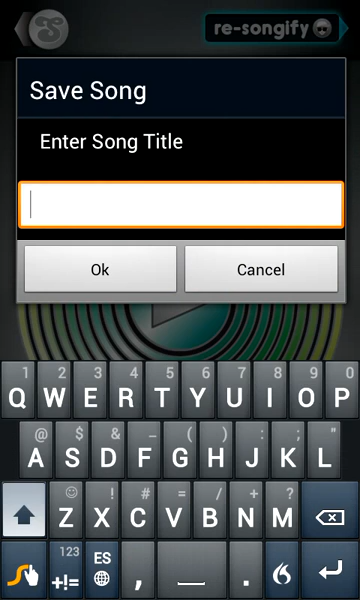 re-songify
Save Song
Enter Song Title
Ok Cancel
1 2 3 4 5 6 7 8 9 0
Q W E R T Y U I O P
@ $ & _ ( ) : ; "
A S D F G H J K L
! # = / + ?
Z X C V B N M
123 ES
+!= , .